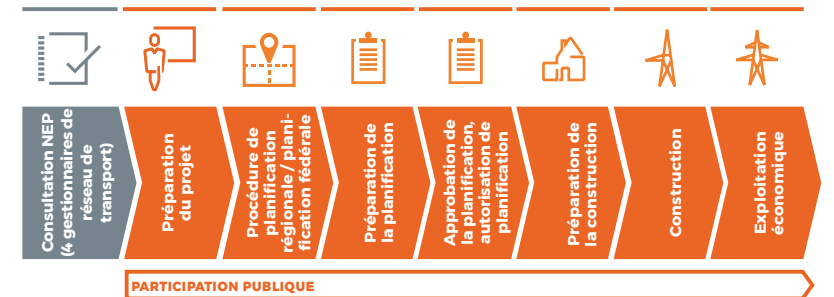 Consultation NEP
(4 gestionnaires de
réseau de
transport)
Préparation
du projet
Procédure de
planification
régionale / plani-
fication fédérale
Préparation de
la planification
Approbation de
la planification,
autorisation de
planification
Préparation de
la construction
Construction
Exploitation
économique
PARTICIPATION PUBLIQUE